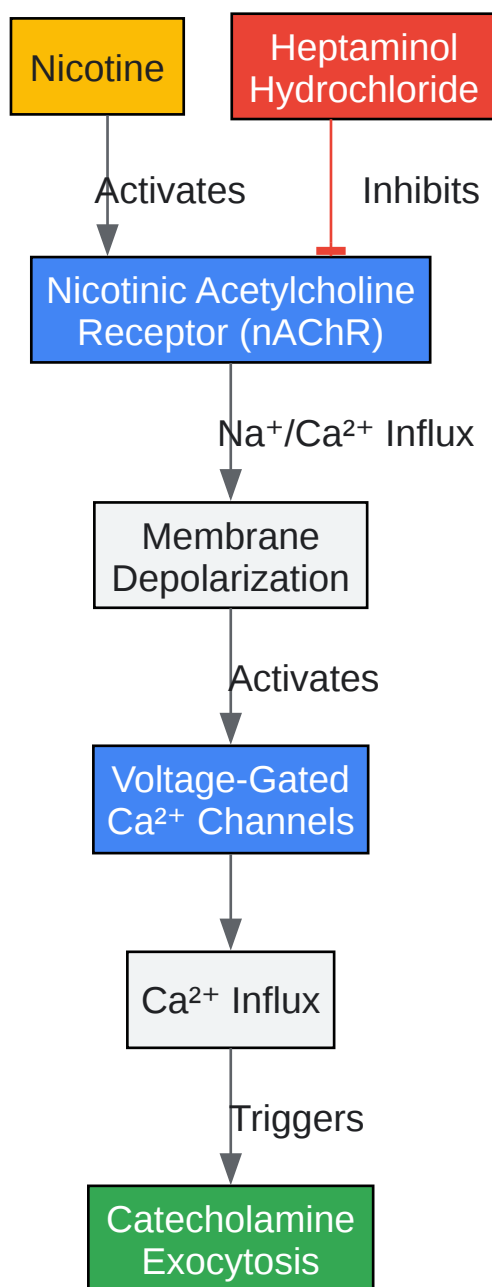 Nicotine
Heptaminol
Hydrochloride
Activates
Inhibits
Nicotinic Acetylcholine
Receptor (nAChR)
Na⁺/Ca²⁺ Influx
Membrane
Depolarization
Activates
Voltage-Gated
Ca²⁺ Channels
Ca²⁺ Influx
Triggers
Catecholamine
Exocytosis